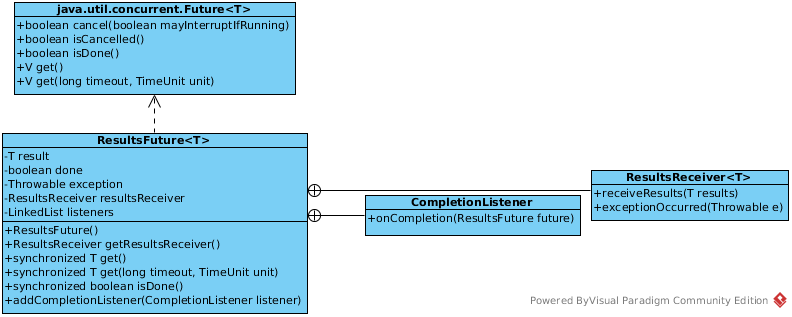 java.util.concurrent.Future<T>
+boolean cancel(boolean mayInterruptIfRunning)
+boolean isCancelled()
+boolean isDone()
+V get()
+V get(long timeout, TimeUnit unit)
ResultsFuture<T>
-T result
-boolean done
-Throwable exception
-ResultsReceiver resultsReceiver
-LinkedList listeners
+ResultsFuture()
+ResultsReceiver getResultsReceiver()
+synchronized T get()
+synchronized T get(long timeout, TimeUnit unit)
+synchronized boolean isDone()
+addCompletionListener(CompletionListener listener)
CompletionListener
+onCompletion(ResultsFuture future)
ResultsReceiver<T>
+receiveResults(T results)
+exceptionOccurred(Throwable e)
Powered ByVisual Paradigm Community Edition